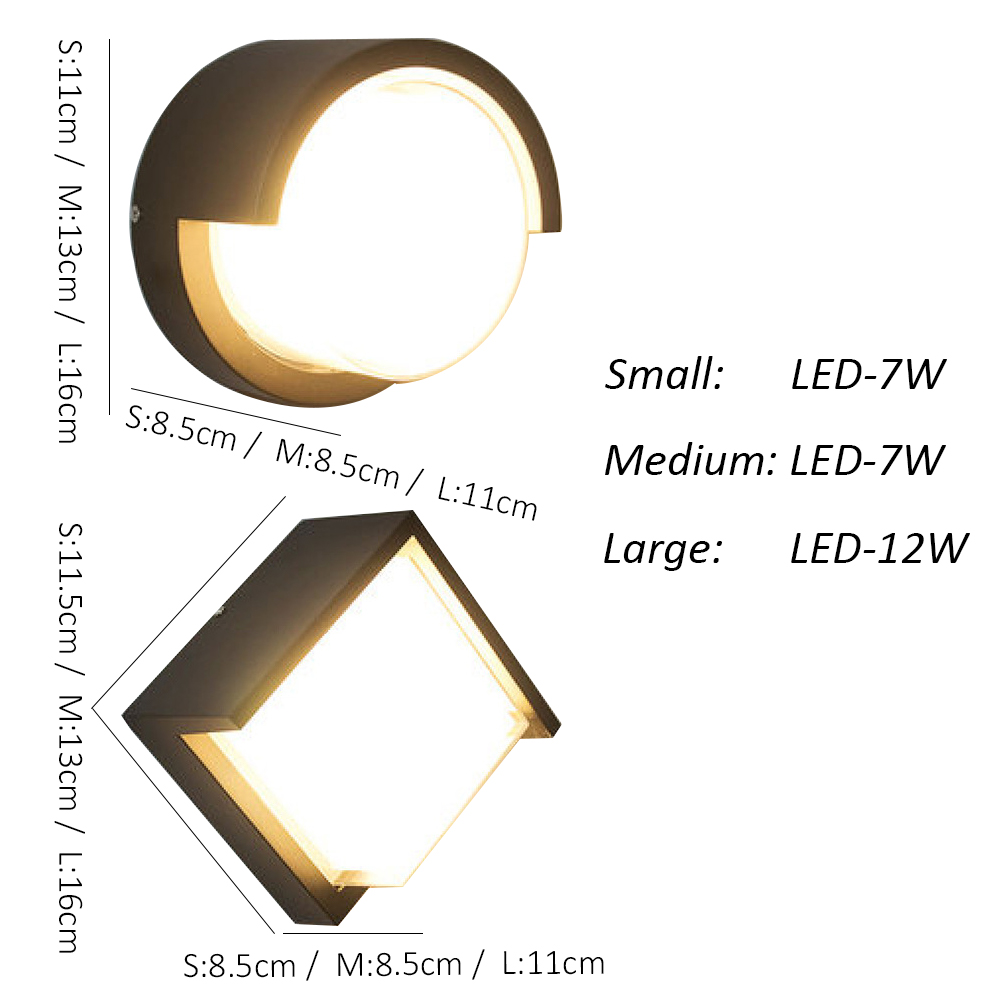 S:11cm / M:13cm / L:16cm
S:8.5cm / M:8.5cm / L:11cm
Small: LED-7W
Medium: LED-7W
Large: LED-12W
S:11.5cm / M:13cm / L:16cm
S:8.5cm / M:8.5cm / L:11cm